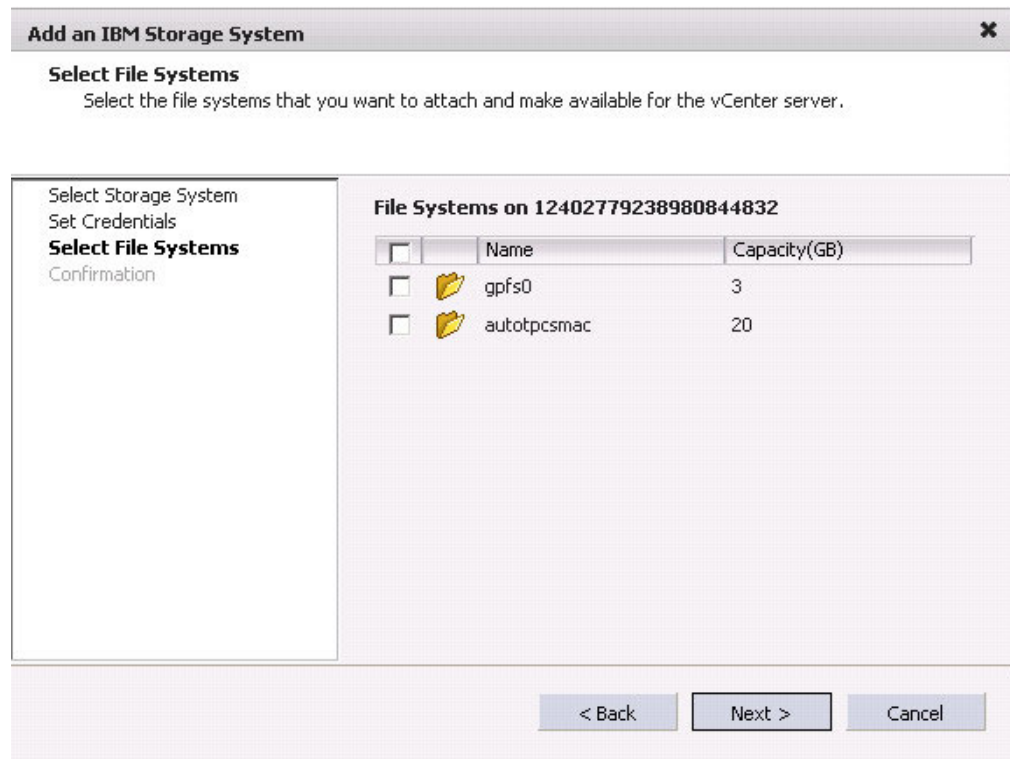 Add an IBM Storage System
Select File Systems
Select the file systems that you want to attach and make available for the vCenter server.
Select Storage System
Set Credentials
Select File Systems
Confirmation
File Systems on 12402779238980844832
Name Capacity(GB)
gpfs0 3
autotpcsmac 20
< Back Next > Cancel